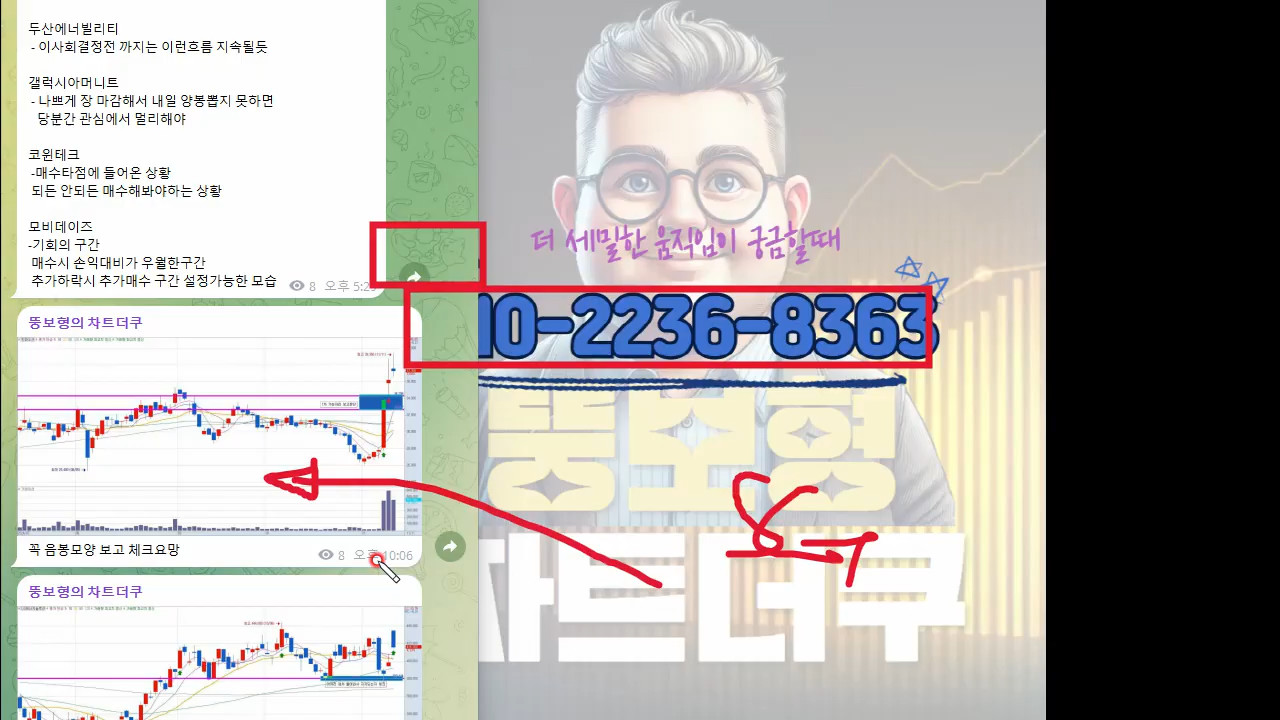 두산에너빌리티
- 이사회결정전 까지는 이런흐름 지속될듯
갤럭시아머니트
- 나쁘게 장 마감해서 내일 양봉뽑지 못하면
당분간 관심에서 멀리해야
코윈테크
-매수타점에 들어온 상황
되든 안되든 매수해봐야하는 상황
모비데이즈
-기회의 구간
매수시 손익대비가 우월한구간
추가하락시 추가매수 구간 설정가능한 모습
8 오후 5:2
더 세밀한 움직임이 궁금할때
10-2236-8363
뚱보형의 차트더쿠
꼭 음봉모양 보고 체크요망
8 오후 10:06
뚱보형의 차트더쿠
뚱보형
차트더쿠